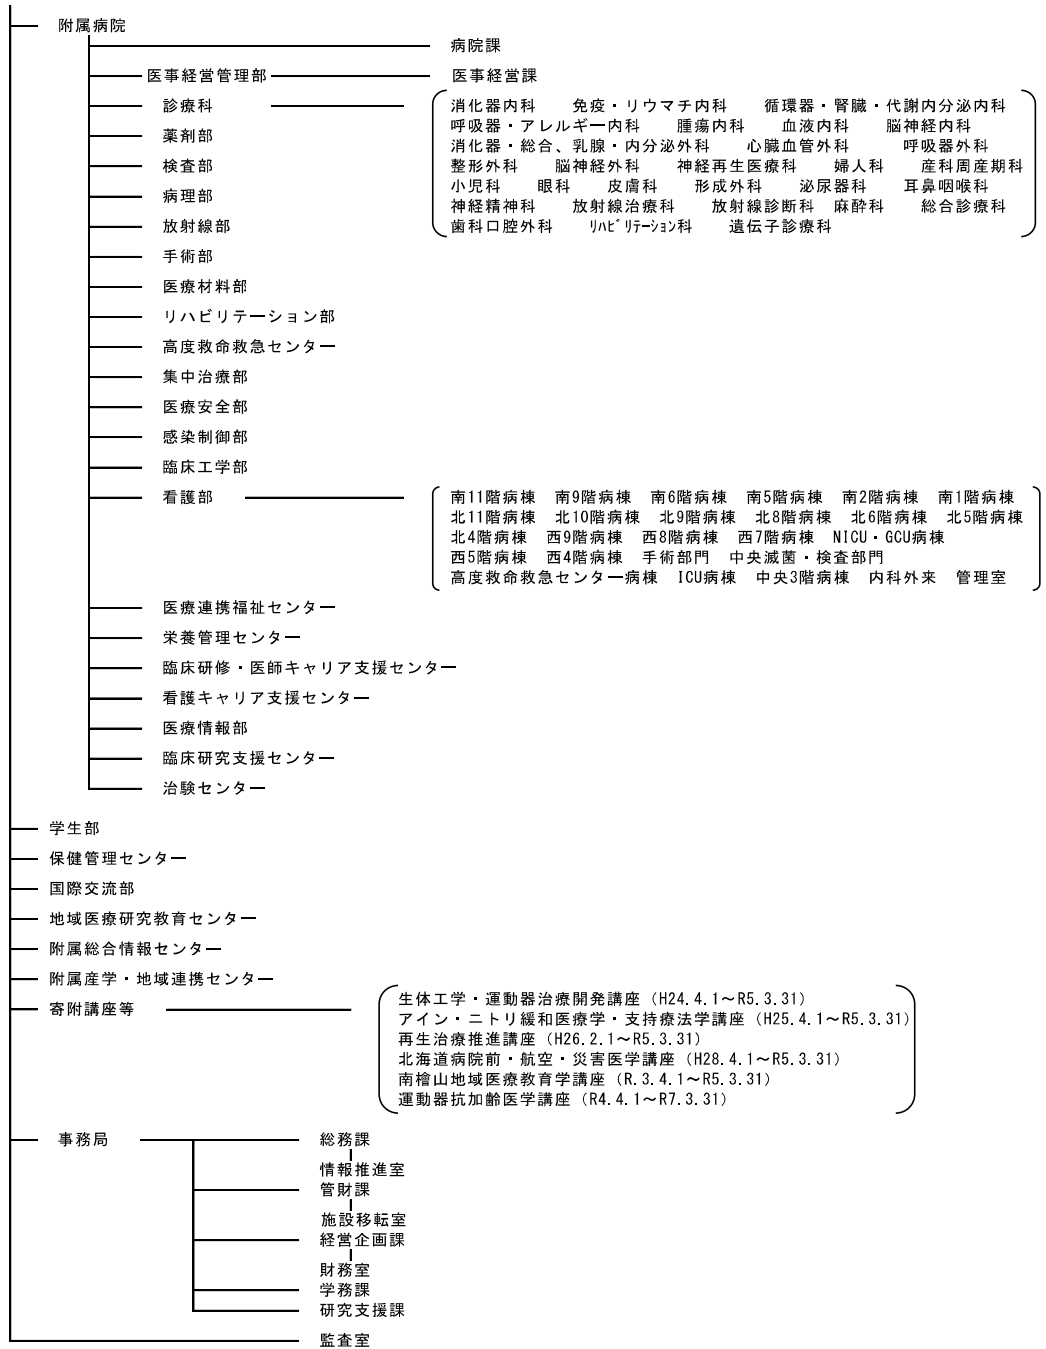 附属病院
病院課
医事経営管理部 医事経営課
診療科 消化器内科 免疫・リウマチ内科 循環器・腎臓・代謝内分泌内科
呼吸器・アレルギー内科 腫瘍内科 血液内科 脳神経内科
薬剤部
消化器・総合、乳腺・内分泌外科 心臓血管外科 呼吸器外科
検査部 整形外科 脳神経外科 神経再生医療科 婦人科 産科周産期科
小児科 眼科 皮膚科 形成外科 泌尿器科 耳鼻咽喉科
病理部
神経精神科 放射線治療科 放射線診断科 麻酔科 総合診療科
放射線部 歯科口腔外科 リハビリテーション科 遺伝子診療科
手術部
医療材料部
リハビリテーション部
高度救命救急センター
集中治療部
医療安全部
感染制御部
臨床工学部
看護部 南11階病棟 南9階病棟 南6階病棟 南5階病棟 南2階病棟 南1階病棟
北11階病棟 北10階病棟 北9階病棟 北8階病棟 北6階病棟 北5階病棟
北4階病棟 西9階病棟 西8階病棟 西7階病棟 NICU・GCU病棟
西5階病棟 西4階病棟 手術部門 中央滅菌・検査部門
高度救命救急センター病棟 ICU病棟 中央3階病棟 内科外来 管理室
医療連携福祉センター
栄養管理センター
臨床研修・医師キャリア支援センター
看護キャリア支援センター
医療情報部
臨床研究支援センター
治験センター
学生部
保健管理センター
国際交流部
地域医療研究教育センター
附属総合情報センター
附属産学・地域連携センター
寄附講座等
生体工学・運動器治療開発講座（H24.4.1～R5.3.31)
アイン・ニトリ緩和医療学・支持療法学講座（H25.4.1～R5.3.31)
再生治療推進講座（H26.2.1～R5.3.31)
北海道病院前・航空・災害医学講座（H28.4.1～R5.3.31)
南檜山地域医療教育学講座（R.3.4.1～R5.3.31)
運動器抗加齢医学講座（R4.4.1～R7.3.31)
事務局 総務課
情報推進室
管財課
施設移転室
経営企画課
財務室
学務課
研究支援課
監査室